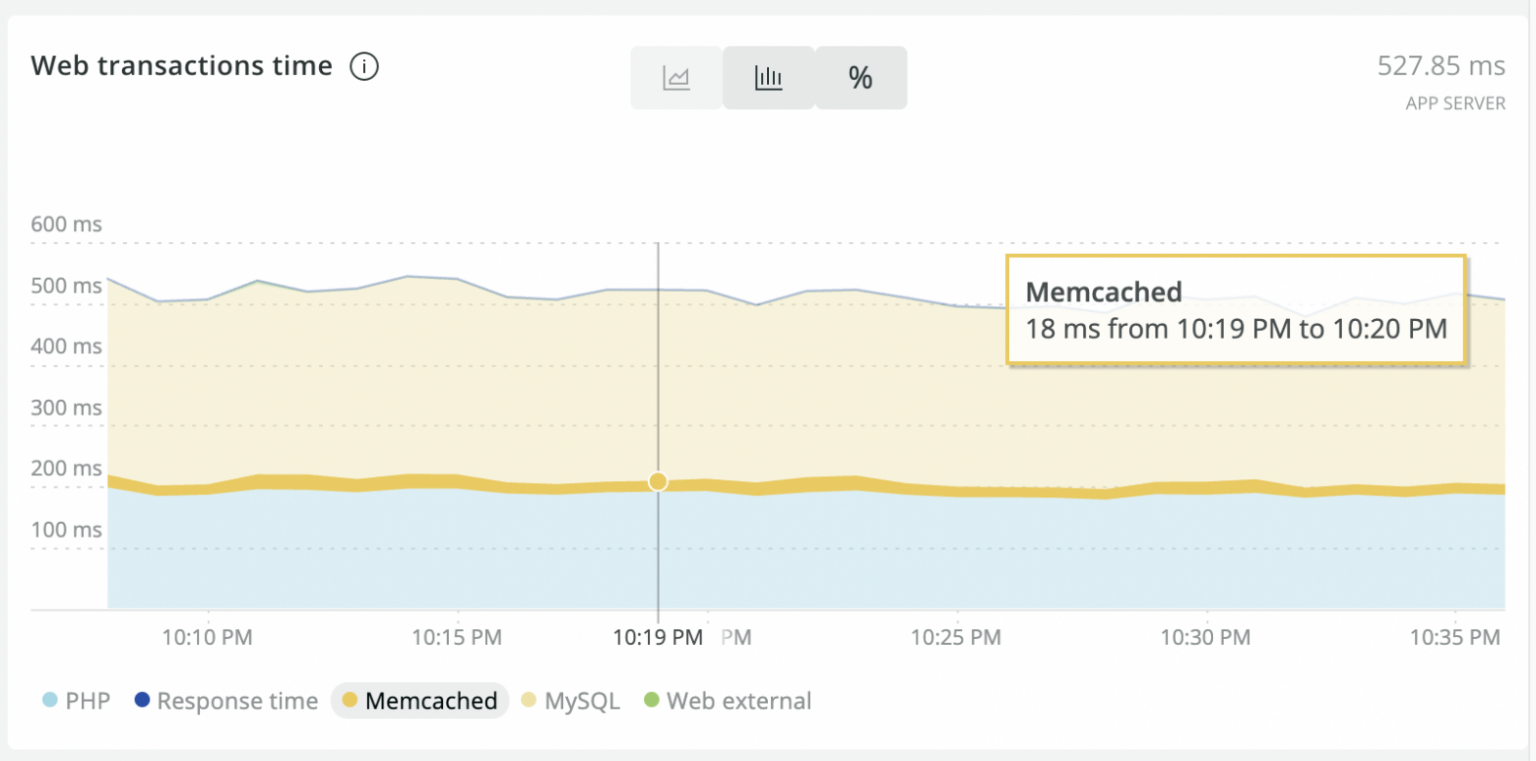 Web transactions time
%
527.85 ms
APP SERVER
600 ms
500 ms
400 ms
300 ms
200 ms
100 ms
Memcached
18 ms from 10:19 PM to 10:20 PM
10:10 PM 10:15 PM 10:19 PM PM 10:25 PM 10:30 PM 10:35 PM
PHP Response time Memcached MySQL Web external